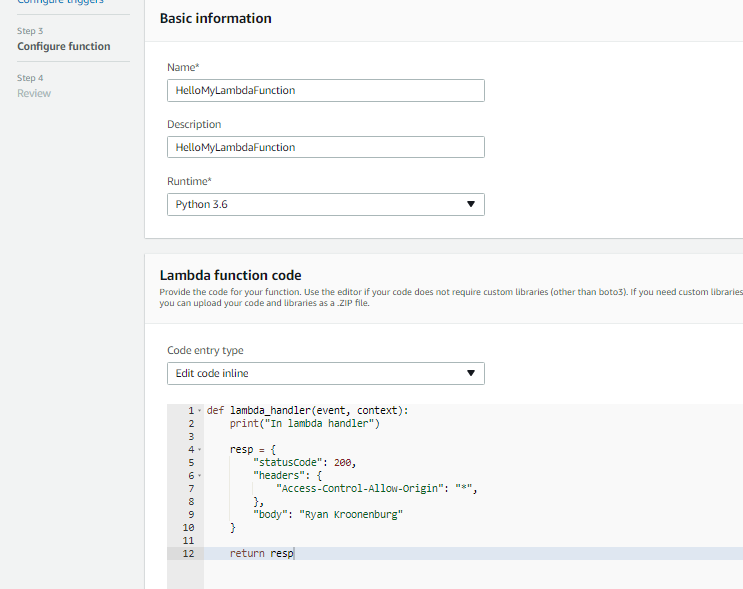 Configure triggers
Step 3
Configure function
Step 4
Review
Basic information
Name*
HelloMyLambdaFunction
Description
HelloMyLambdaFunction
Runtime*
Python 3.6
Lambda function code
Provide the code for your function. Use the editor if your code does not require custom libraries (other than boto3). If you need custom libraries
you can upload your code and libraries as a .ZIP file.
Code entry type
Edit code inline
1 def lambda_handler(event, context):
2     print("In lambda handler")
3
4     resp = {
5         "statusCode": 200,
6         "headers": {
7             "Access-Control-Allow-Origin": "*",
8         },
9         "body": "Ryan Kroonenburg"
10     }
11
12     return resp